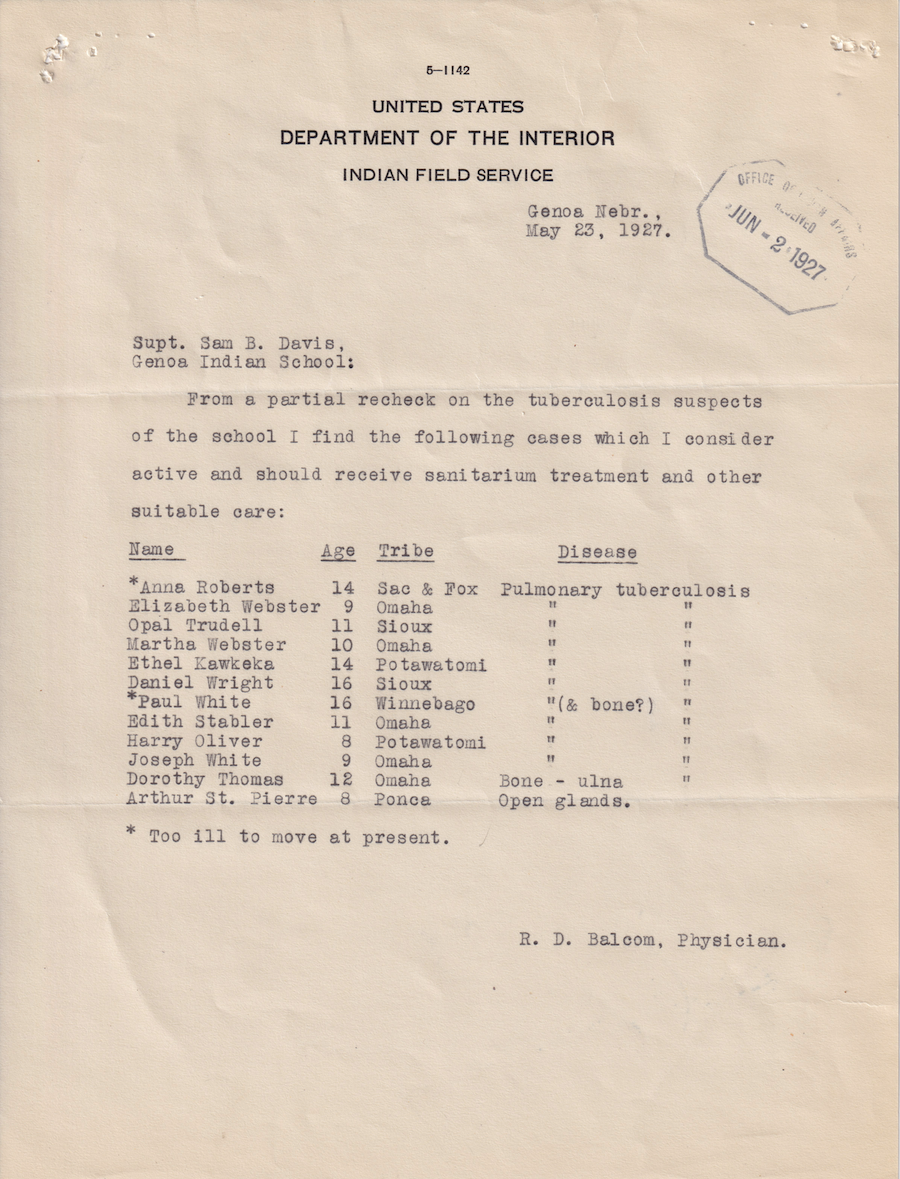 5—1142
UNITED STATES
DEPARTMENT OF THE INTERIOR
INDIAN FIELD SERVICE
OFFICE OF INDIAN AFFAIRS
RECEIVED
JUN - 2 1927
Genoa Nebr.,
May 23, 1927.
Supt. Sam B. Davis,
Genoa Indian School:
From a partial recheck on the tuberculosis suspects
of the school I find the following cases which I consider
active and should receive sanitarium treatment and other
suitable care:
Name Age Tribe Disease
*Anna Roberts 14 Sac & Fox Pulmonary tuberculosis
Elizabeth Webster 9 Omaha " "
Opal Trudell 11 Sioux " "
Martha Webster 10 Omaha " "
Ethel Kawkeka 14 Potawatomi " "
Daniel Wright 16 Sioux " "
*Paul White 16 Winnebago "(& bone?) "
Edith Stabler 11 Omaha " "
Harry Oliver 8 Potawatomi " "
Joseph White 9 Omaha " "
Dorothy Thomas 12 Omaha Bone - ulna "
Arthur St. Pierre 8 Ponca Open glands.
* Too ill to move at present.
R. D. Balcom, Physician.